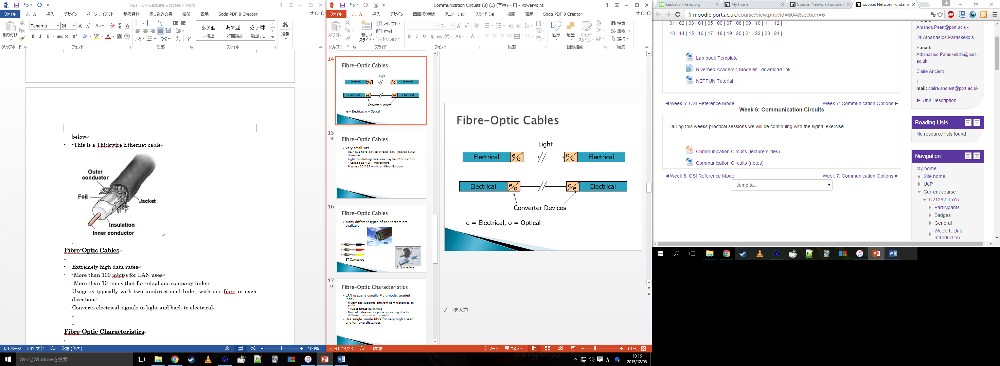 NET FUN Lecture 6 Notes - Word
ファイル ホーム 挿入 デザイン ページ レイアウト 参考資料 差し込み文書 校閲 表示 Soda PDF 8 Creator サインイン
Tahoma 24
貼り付け
あア亜 あア亜 あア亜
標準 行間詰め 見出し 1
編集
クリップボード フォント 段落 スタイル
below
- -This is a Thickwire Ethernet cable
Outer conductor
Foil
Jacket
Insulation
Inner conductor
Fibre-Optic Cables
- Extremely high data rates
- -More than 100 mbit/s for LAN uses
- -More than 10 times that for telephone company links
- Usage is typically with two unidirectional links, with one fibre in each
direction
- Converts electrical signals to light and back to electrical
Fibre-Optic Characteristics
4/4 ページ 501 文字 英語 (英国) 100%
Communication Circuits (3) (1) [互換モード] - PowerPoint
ファイル ホーム 挿入 デザイン 画面切り替え アニメーション スライド ショー 校閲 表示 Soda PDF 8 Creator サインイン
貼り付け
新しい
スライド
レイアウト
リセット
セクション
24
図形 配置 クイック
スタイル
検索
置換
選択
クリップボード スライド フォント 段落 図形描画 編集
14
Fibre-Optic Cables
Light
Electrical e/o o/e Electrical
Electrical e/o o/e Electrical
Converter Devices
e = Electrical, o = Optical
15
Fibre-Optic Cables
Very small size
Hair-like fibre-optical strand (125- micron outer
diameter
Light-conducting core size may be 62.5 microns
Called 62.5/125 - micron fibre
May use 50/125 - micron fibre (Europe)
16
Fibre-Optic Cables
Many different types of connectors are
available
ST Connectors
SC Connectors
17
Fibre-Optic Characteristics
LAN usage is usually Multimode, graded
index
Multimode supports different light transmission
paths
Pulses spread out in time
Graded index resists pulse spreading due to
different transmission speeds.
Use single-mode fibre for very high speed
and/or long distances
Fibre-Optic Cables
Light
Electrical e/o o/e Electrical
Electrical e/o o/e Electrical
Converter Devices
e = Electrical, o = Optical
ノートを入力
スライド 14/23 日本語 ノート コメント 61%
kankaku - Jisho.org
My home
Course: Network Fundame
Course: Network Fundame
moodle.port.ac.uk/course/view.php?id=604&section=6
01 | 02 | 03 | 04 | 05 | 06 | 07 | 08 | 09 | 10 | 11 | 12 |
13 | 14 | 15 | 16 | 17 | 18 | 19 | 20 | 21 | 22 | 23 | 24 |
Lab book Template
Riverbed Academic Modeler - download link
NETFUN Tutorial 1
◀Week 5: OSI Reference Model
Week 7: Communication Options ▶
Week 6: Communication Circuits
During this weeks practical sessions we will be continuing with the signal exercise
Communication Circuits (lecture slides)
Communication Circuits (notes)
◀Week 5: OSI Reference Model
Week 7: Communication Options ▶
Jump to...
E-mail:
Amanda.Peart@port.ac.uk
Dr Athanasios Paraskelidis
E-mail:
Athanasios.Paraskelidis@port.
ac.uk
Claire Ancient
E-
mail: claire.ancient@port.ac.uk
▶ Unit Description
Reading Lists
No resource lists found
Navigation
My home
Site home
UoP
Current course
U21262-15YR
Participants
Badges
General
Week 1: Unit
Introduction
WebとWindowsを検索
10:16
2015/12/08